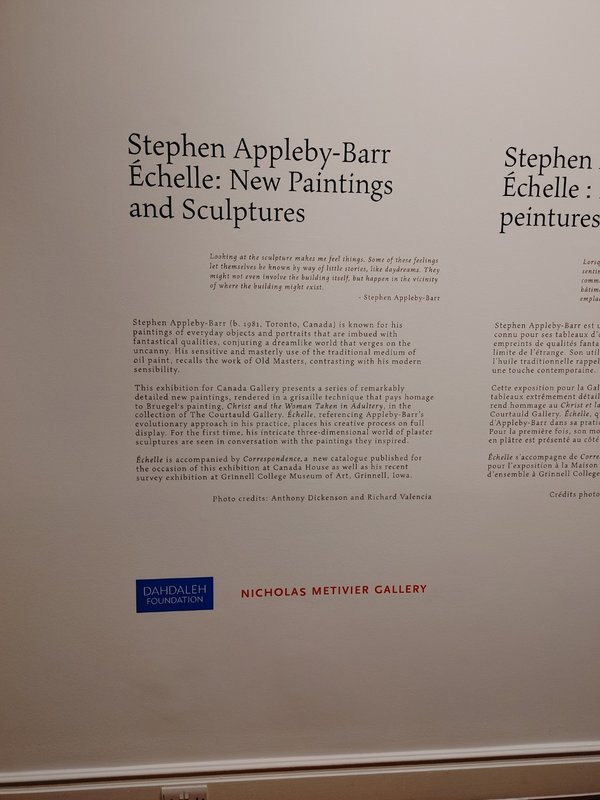 Stephen Appleby-Barr
Échelle: New Paintings
and Sculptures
Looking at the sculpture makes me feel things. Some of these feelings
let themselves be known by way of little stories, like daydreams. They
might not even involve the building itself, but happen in the vicinity
of where the building might exist.
- Stephen Appleby-Barr
Stephen Appleby-Barr (b. 1981, Toronto, Canada) is known for his
paintings of everyday objects and portraits that are imbued with
fantastical qualities, conjuring a dreamlike world that verges on the
uncanny. His sensitive and masterly use of the traditional medium of
oil paint, recalls the work of Old Masters, contrasting with his modern
sensibility.
This exhibition for Canada Gallery presents a series of remarkably
detailed new paintings, rendered in a grisaille technique that pays homage
to Bruegel's painting, Christ and the Woman Taken in Adultery, in the
collection of The Courtauld Gallery. Échelle, referencing Appleby-Barr's
evolutionary approach in his practice, places his creative process on full
display. For the first time, his intricate three-dimensional world of plaster
sculptures are seen in conversation with the paintings they inspired.
Échelle is accompanied by Correspondence, a new catalogue published for
the occasion of this exhibition at Canada House as well as his recent
survey exhibition at Grinnell College Museum of Art, Grinnell, Iowa.
Photo credits: Anthony Dickenson and Richard Valencia
DAHDALEH
FOUNDATION
NICHOLAS METIVIER GALLERY
Stephen
Échelle :
peintures
Stephen Appleby-Barr est
connu pour ses tableaux
empreints de qualités
limite de l'étrange. Son
l'huile traditionnelle
une touche contemporaine.
Cette exposition pour la
tableaux extrêmement
rend hommage au Christ et la
Courtauld Gallery. Échelle,
d'Appleby-Barr dans sa
Pour la première fois, son
en plâtre est présenté au
Échelle s'accompagne de
pour l'exposition à la Maison
d'ensemble à Grinnell College
Crédits